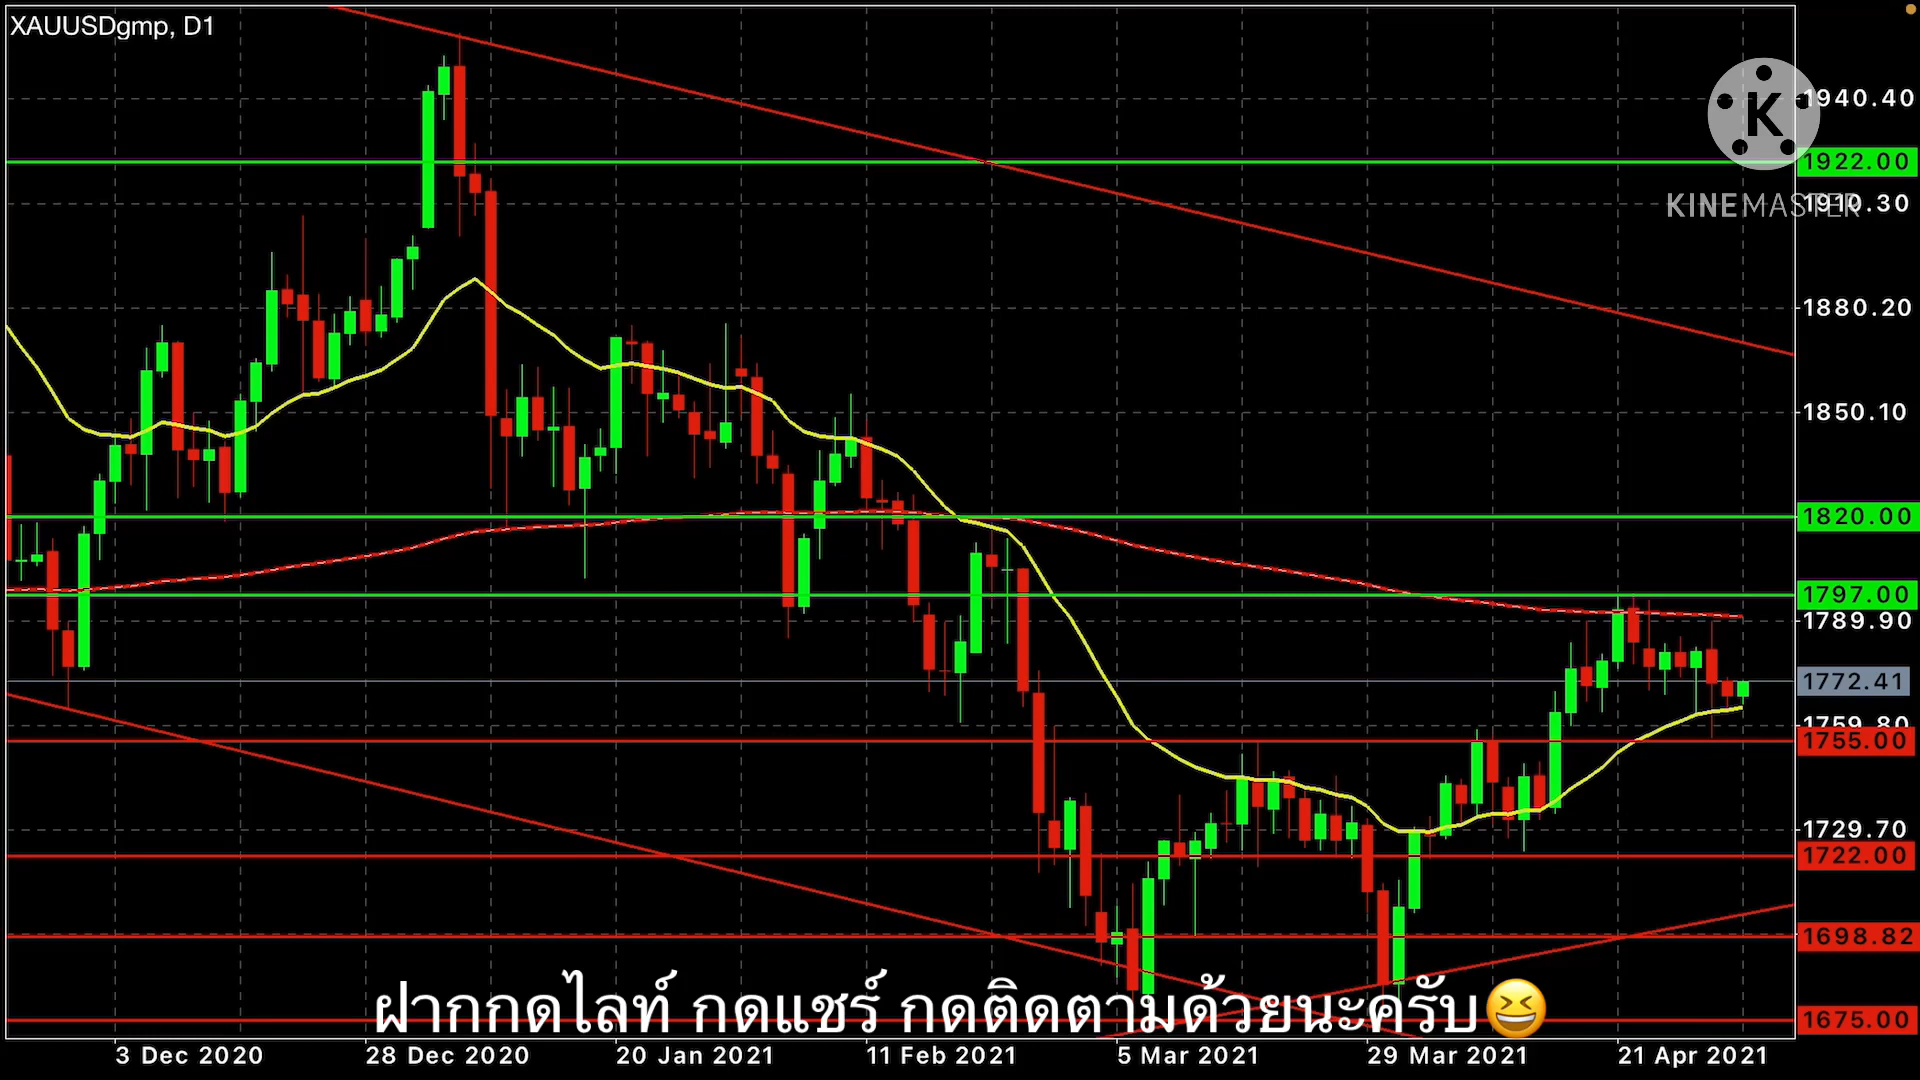 XAUUSDgmp, D1
1940.40
K
1922.00
KINEMASTER
1910.30
1880.20
1850.10
1820.00
1797.00
1789.90
1772.41
1759.80
1755.00
1729.70
1722.00
1698.82
ฝากกดไลท์ กดแชร์ กดติดตามด้วยนะครับ😆
1675.00
3 Dec 2020
28 Dec 2020
20 Jan 2021
11 Feb 2021
5 Mar 2021
29 Mar 2021
21 Apr 2021